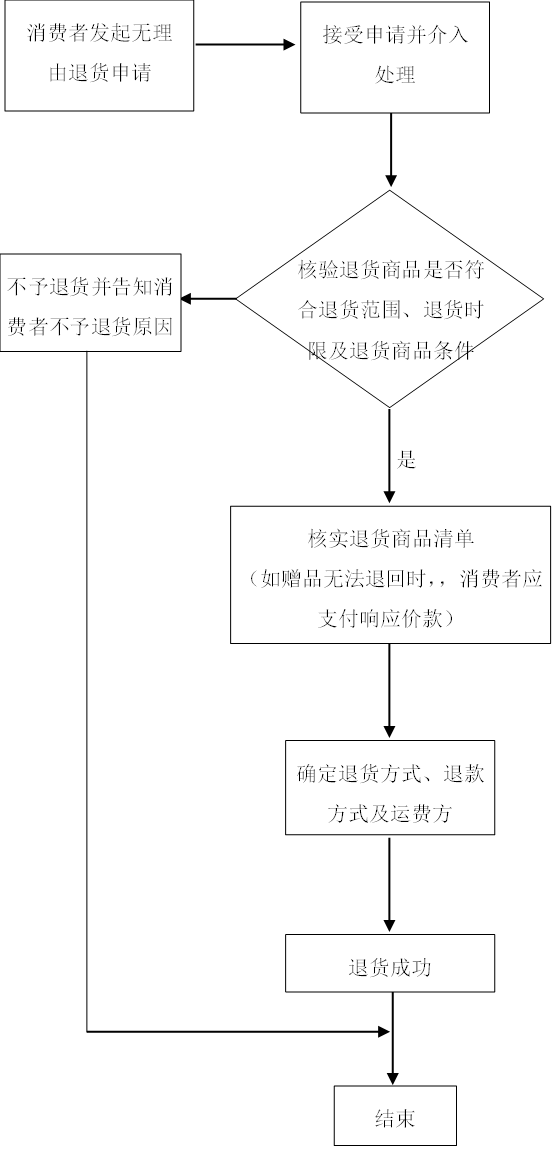 消费者发起无理
由退货申请
接受申请并介入
处理
核验退货商品是否符
合退货范围、退货时
限及退货商品条件
不予退货并告知消
费者不予退货原因
是
核实退货商品清单
（如赠品无法退回时，，消费者应
支付响应价款）
确定退货方式、退款
方式及运费方
退货成功
结束